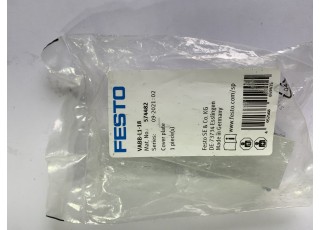 FESTO
VABB-L1-18
Mat. No.: 574482
Series: 09.2021.02
Cover plate
1 piece(s)
Festo SE & Co. KG
DE-73734 Esslingen
Made in Germany
www.festo.com/sp